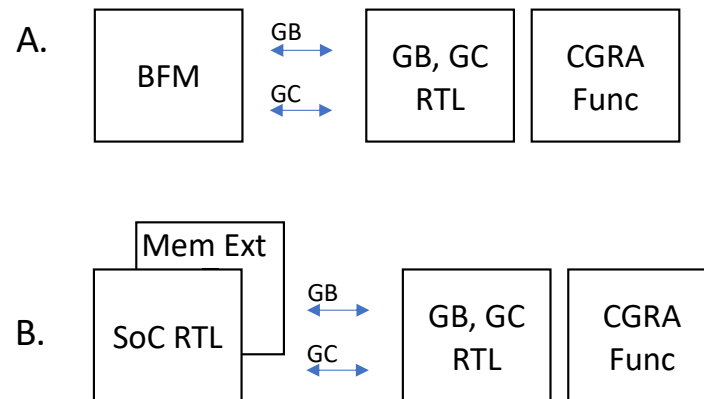 A.
BFM
GB
GC
GB, GC
RTL
CGRA
Func
B.
Mem Ext
SoC RTL
GB
GC
GB, GC
RTL
CGRA
Func